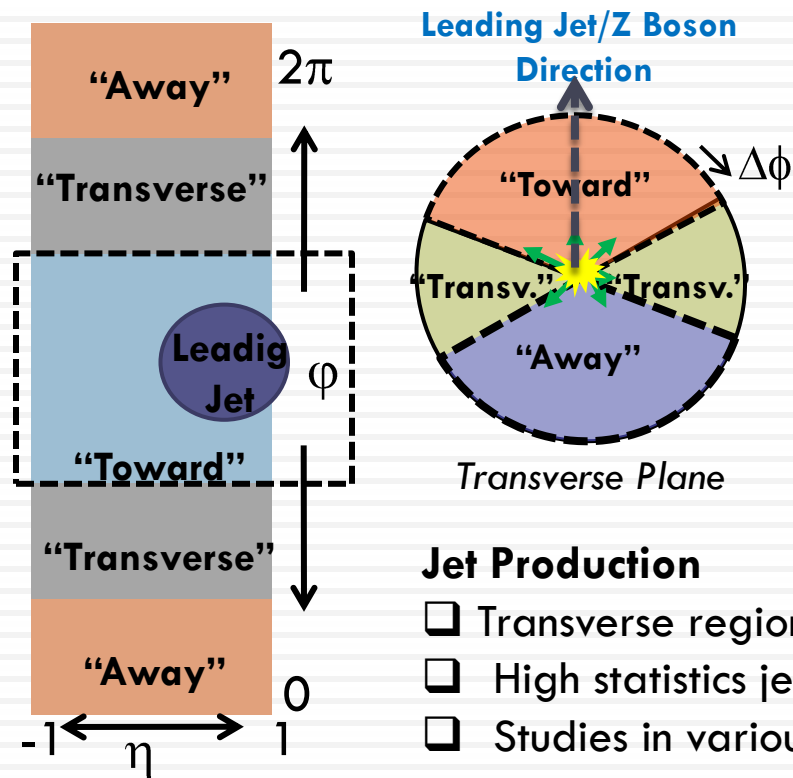 “Away”
2π
“Transverse”
Leadig
Jet
φ
“Toward”
“Transverse”
“Away”
0
-1
η
1
Leading Jet/Z Boson
Direction
“Toward”
Δϕ
“Transv.”
“Transv.”
“Away”
Transverse Plane
Jet Production
❑ Transverse region
❑ High statistics je
❑ Studies in variou